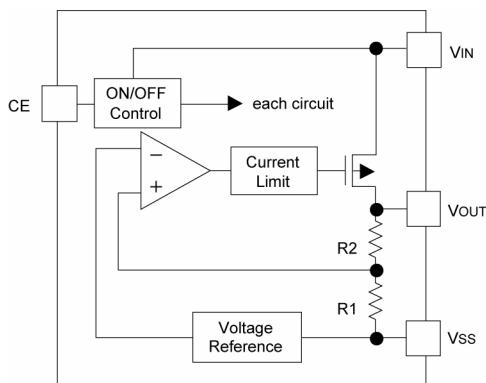 VIN
ON/OFF
Control
CE
each circuit
−
+
Current
Limit
VOUT
R2
R1
Voltage
Reference
VSS